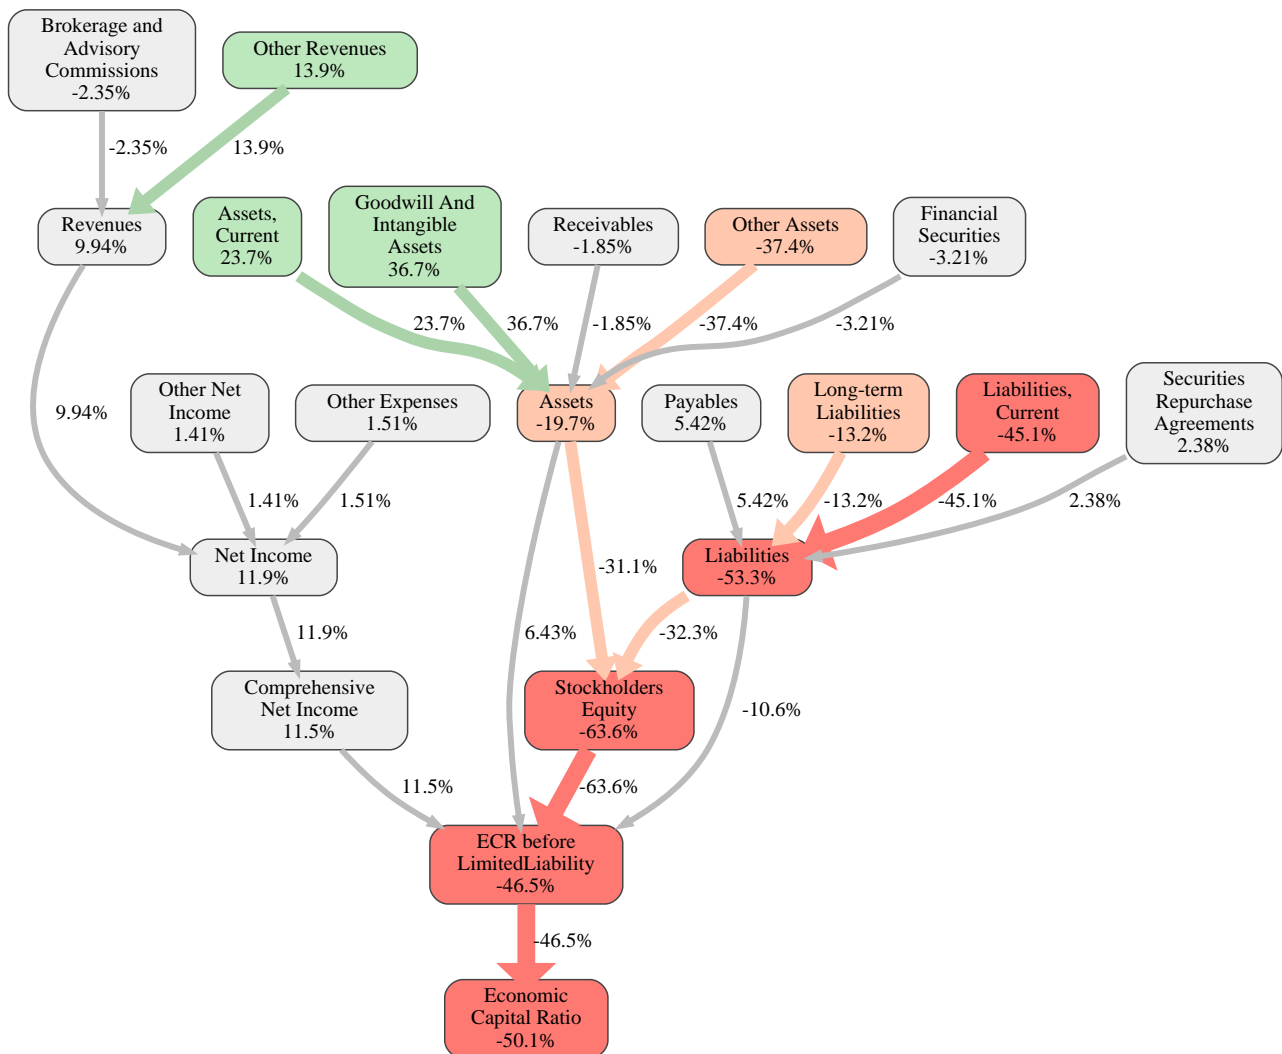 Brokerage and
Advisory
Commissions
-2.35%
Other Revenues
13.9%
-2.35%
13.9%
Revenues
9.94%
Assets,
Current
23.7%
Goodwill And
Intangible
Assets
36.7%
Receivables
-1.85%
Other Assets
-37.4%
Financial
Securities
-3.21%
23.7%
36.7%
-1.85%
-37.4%
-3.21%
9.94%
Other Net
Income
1.41%
Other Expenses
1.51%
Assets
-19.7%
Payables
5.42%
Long-term
Liabilities
-13.2%
Liabilities,
Current
-45.1%
Securities
Repurchase
Agreements
2.38%
1.41%
1.51%
5.42%
-13.2%
-45.1%
2.38%
Net Income
11.9%
Liabilities
-53.3%
-31.1%
11.9%
6.43%
-32.3%
Comprehensive
Net Income
11.5%
Stockholders
Equity
-63.6%
-10.6%
11.5%
-63.6%
ECR before
LimitedLiability
-46.5%
-46.5%
Economic
Capital Ratio
-50.1%